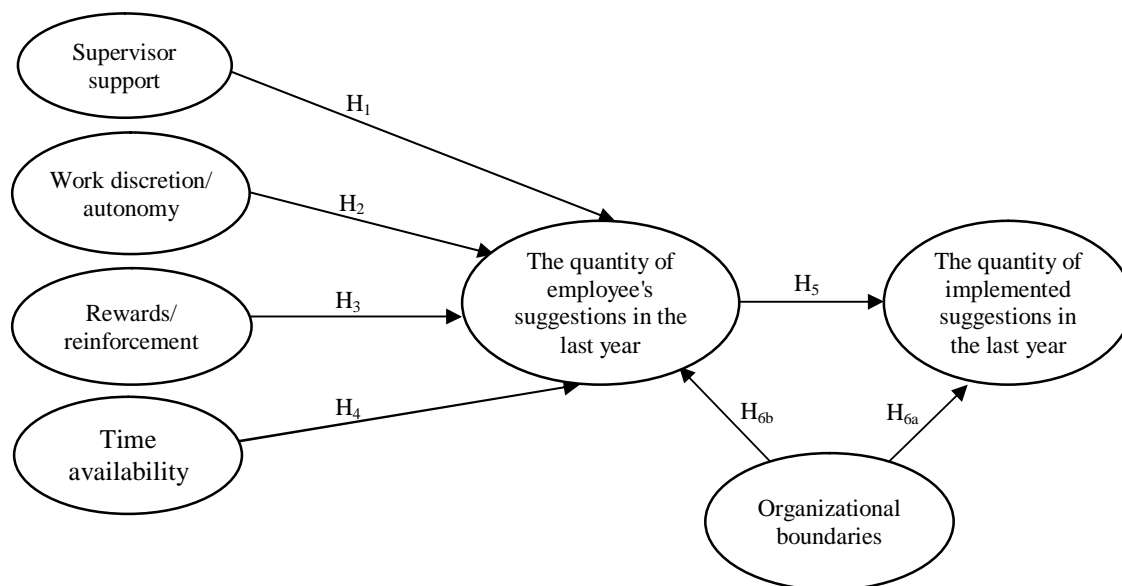 Supervisor
support
H1
Work discretion/
autonomy
H2
Rewards/
reinforcement
H3
Time
availability
H4
The quantity of
employee's
suggestions in the
last year
H5
The quantity of
implemented
suggestions in
the last year
H6b
H6a
Organizational
boundaries